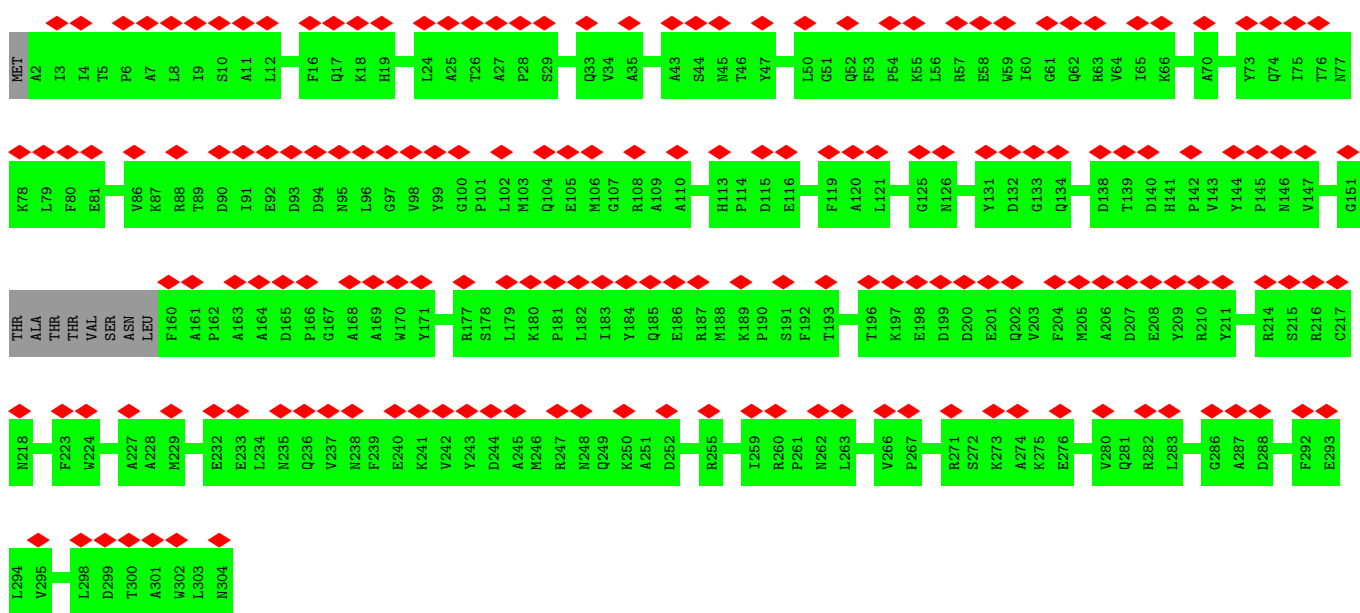 MET A2 I3 I4 T5 P6 A7 L8 I9 S10 A11 L12 F16 Q17 K18 H19 L24 A25 T26 A27 P28 S29 Q33 V34 A35 A43 S44 N45 T46 Y47 L50 G51 Q52 F53 P54 K55 L56 R57 E58 W59 I60 G61 Q62 R63 V64 I65 K66 A70 Y73 Q74 I75 T76 N77
K78 L79 F80 E81 V86 K87 R88 T89 D90 I91 E92 D93 D94 N95 L96 G97 V98 Y99 G100 P101 L102 M103 Q104 E105 M106 G107 R108 A109 A110 H113 P114 D115 E116 F119 A120 L121 G125 N126 Y131 D132 G133 Q134 D138 T139 D140 H141 P142 V143 Y144 P145 N146 V147 G151
THR ALA THR THR VAL SER ASN LEU F160 A161 P162 A163 A164 D165 P166 G167 A168 A169 W170 Y171 R177 S178 L179 K180 P181 L182 I183 Y184 Q185 E186 R187 M188 K189 P190 S191 F192 T193 T196 K197 E198 D199 D200 E201 Q202 V203 F204 M205 A206 D207 E208 Y209 R210 Y211 R214 S215 R216 C217
N218 F223 W224 A227 A228 M229 E232 E233 L234 N235 Q236 V237 N238 F239 E240 K241 V242 Y243 D244 A245 M246 R247 N248 Q249 K250 A251 D252 R255 I259 R260 P261 N262 L263 V266 P267 R271 S272 K273 A274 K275 E276 V280 Q281 R282 L283 G286 A287 D288 F292 E293
L294 V295 L298 D299 T300 A301 W302 L303 N304